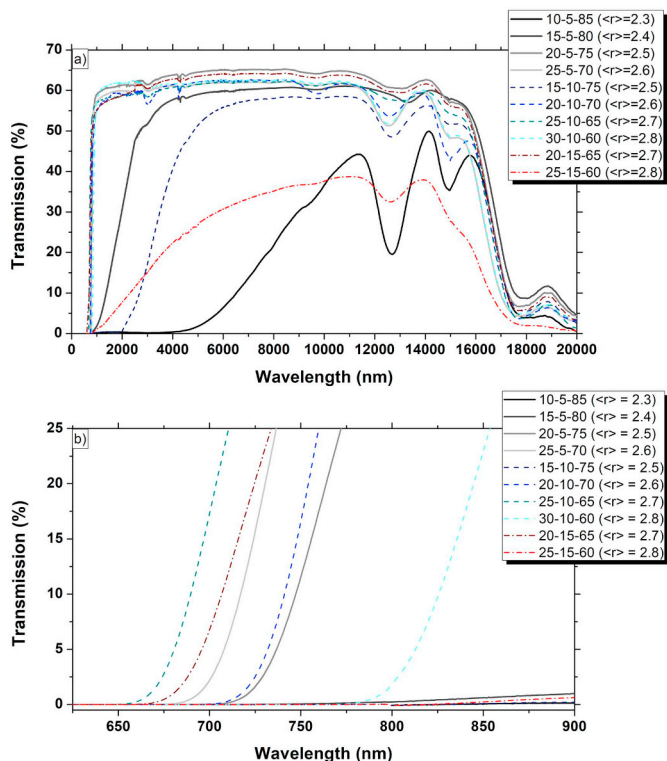 a)
10-5-85 (<r>=2.3)
15-5-80 (<r>=2.4)
20-5-75 (<r>=2.5)
25-5-70 (<r>=2.6)
15-10-75 (<r>=2.5)
20-10-70 (<r>=2.6)
25-10-65 (<r>=2.7)
30-10-60 (<r>=2.8)
20-15-65 (<r>=2.7)
25-15-60 (<r>=2.8)
70
60
50
40
30
20
10
0
Transmission (%)
0 2000 4000 6000 8000 10000 12000 14000 16000 18000 20000
Wavelength (nm)
b)
10-5-85 (<r> = 2.3)
15-5-80 (<r> = 2.4)
20-5-75 (<r> = 2.5)
25-5-70 (<r> = 2.6)
15-10-75 (<r> = 2.5)
20-10-70 (<r> = 2.6)
25-10-65 (<r> = 2.7)
30-10-60 (<r> = 2.8)
20-15-65 (<r> = 2.7)
25-15-60 (<r> = 2.8)
25
20
15
10
5
0
Transmission (%)
650 700 750 800 850 900
Wavelength (nm)